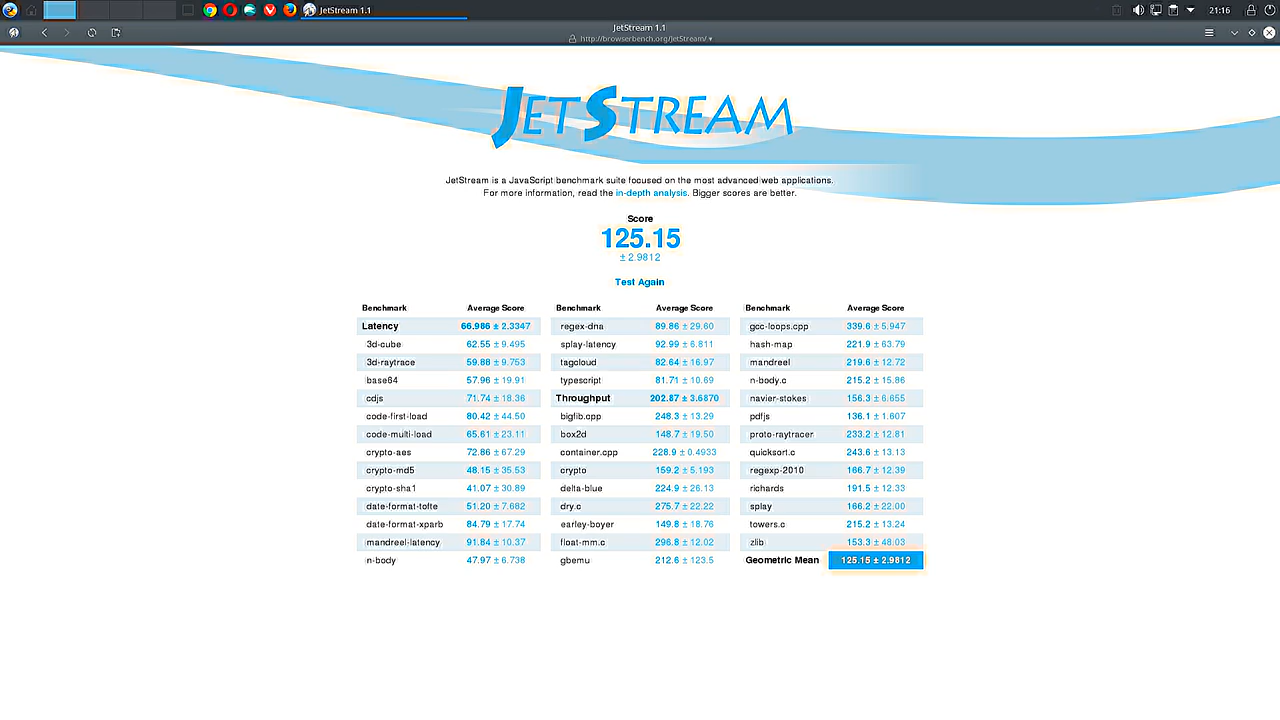 JetStream 1.1
21:16
JetStream 1.1
http://browserbench.org/JetStream/
JETSTREAM
JetStream is a JavaScript benchmark suite focused on the most advanced web applications.
For more information, read the in-depth analysis. Bigger scores are better.
Score
125.15
± 2.9812
Test Again
Benchmark Average Score
Latency 66.986 ± 2.3347
3d-cube 62.55 ± 9.495
3d-raytrace 59.88 ± 9.753
base64 57.96 ± 19.91
cdjs 71.74 ± 18.36
code-first-load 80.42 ± 44.50
code-multi-load 65.61 ± 23.11
crypto-aes 72.86 ± 67.29
crypto-md5 48.15 ± 35.53
crypto-sha1 41.07 ± 30.89
date-format-tofte 51.20 ± 7.682
date-format-xparb 84.79 ± 17.74
mandreel-latency 91.84 ± 10.37
n-body 47.97 ± 6.738
Benchmark Average Score
regex-dna 89.86 ± 29.60
splay-latency 92.99 ± 6.811
tagcloud 82.64 ± 16.97
typescript 81.71 ± 10.69
Throughput 202.87 ± 3.6870
bigfib.cpp 248.3 ± 13.29
box2d 148.7 ± 19.50
container.cpp 228.9 ± 0.4933
crypto 159.2 ± 5.193
delta-blue 224.9 ± 26.13
dry.c 275.7 ± 22.22
earley-boyer 149.8 ± 18.76
float-mm.c 296.8 ± 12.02
gbemu 212.6 ± 123.5
Benchmark Average Score
gcc-loops.cpp 339.6 ± 5.947
hash-map 221.9 ± 63.79
mandreel 219.6 ± 12.72
n-body.c 215.2 ± 15.86
navier-stokes 156.3 ± 6.655
pdfjs 136.1 ± 1.607
proto-raytracer 233.2 ± 12.81
quicksort.c 243.6 ± 13.13
regexp-2010 166.7 ± 12.39
richards 191.5 ± 12.33
splay 166.2 ± 22.00
towers.c 215.2 ± 13.24
zlib 153.3 ± 48.03
Geometric Mean 125.15 ± 2.9812